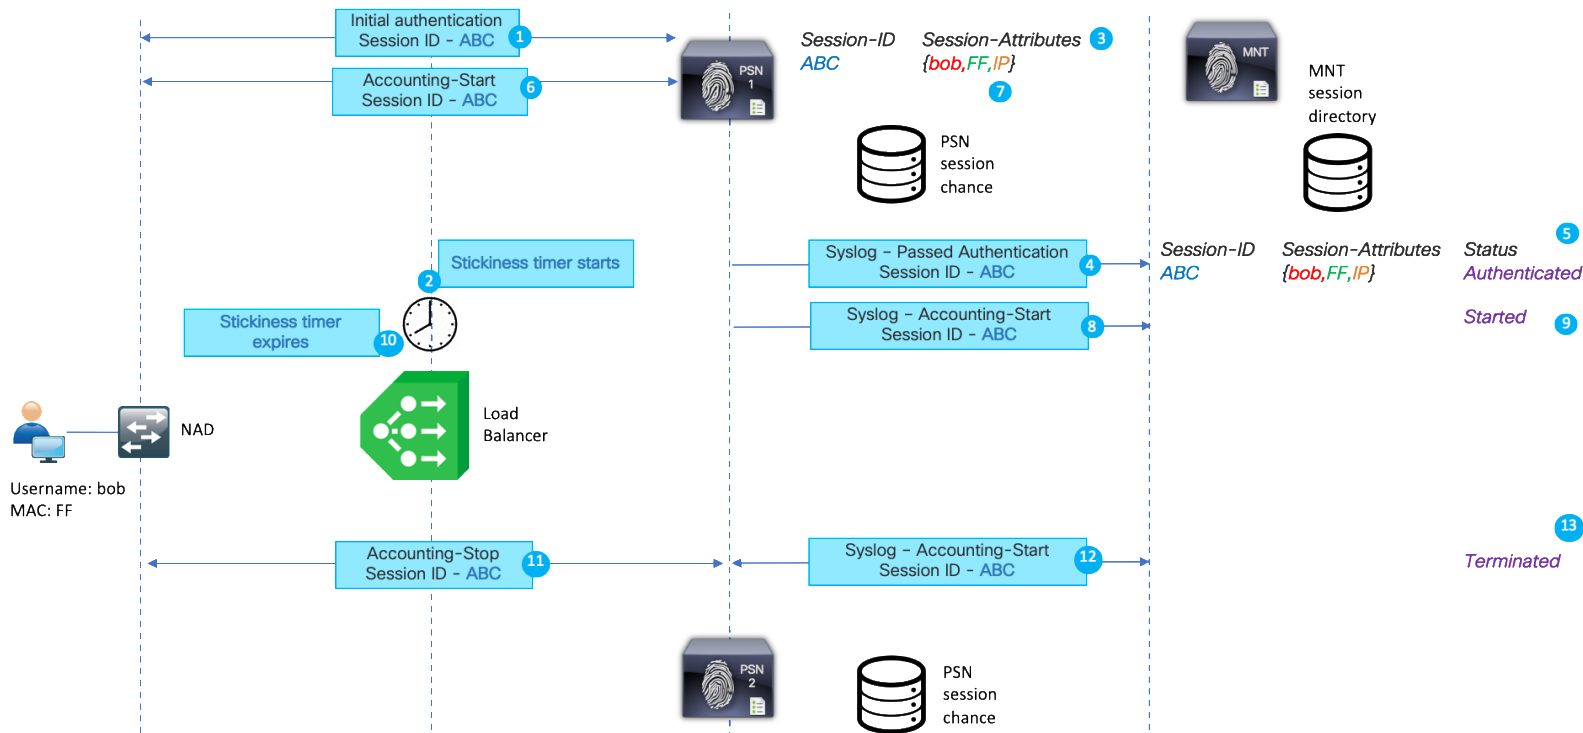 Initial authentication
Session ID - ABC
1
Accounting-Start
Session ID - ABC
6
PSN
1
Session-ID
Session-Attributes
3
ABC
{bob,FF,IP}
7
PSN
session
chance
MNT
MNT
session
directory
Stickiness timer starts
2
Stickiness timer
expires
10
Syslog - Passed Authentication
Session ID - ABC
4
Syslog - Accounting-Start
Session ID - ABC
8
5
Session-ID
Session-Attributes
Status
ABC
{bob,FF,IP}
Authenticated
Started
9
NAD
Load
Balancer
Username: bob
MAC: FF
Accounting-Stop
Session ID - ABC
11
Syslog - Accounting-Start
Session ID - ABC
12
13
Terminated
PSN
2
PSN
session
chance